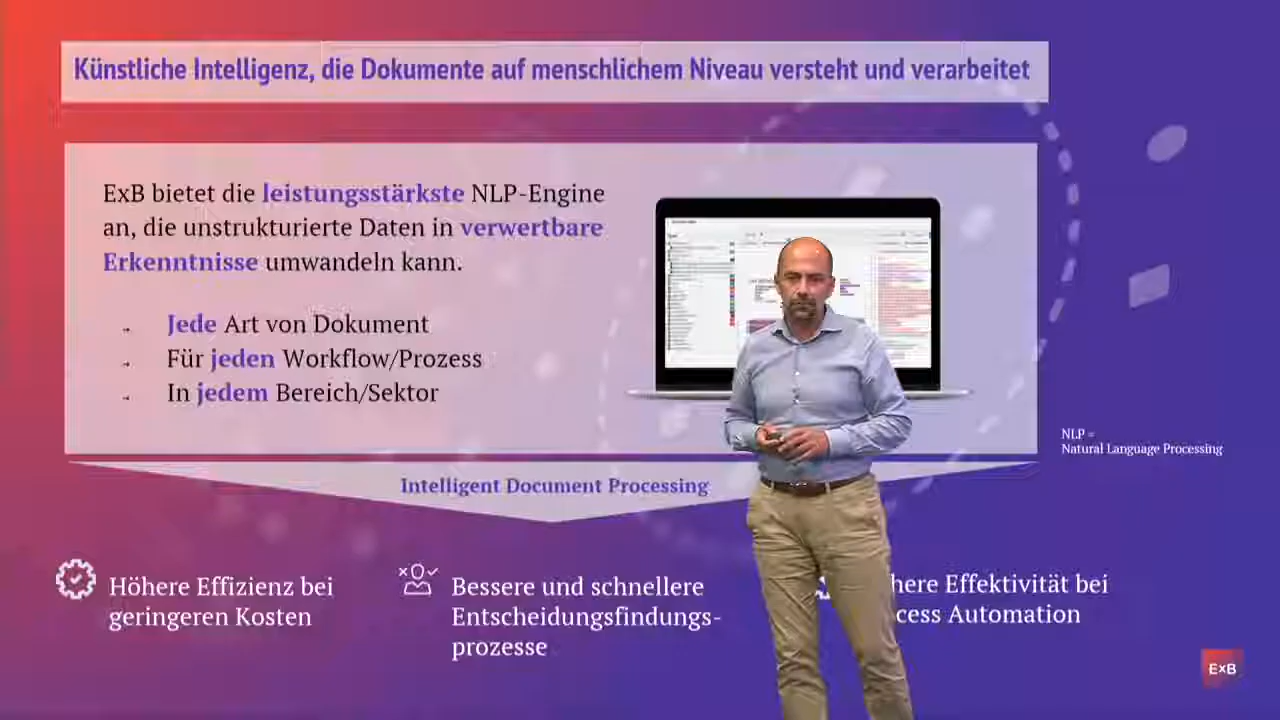 Künstliche Intelligenz, die Dokumente auf menschlichem Niveau versteht und verarbeitet
ExB bietet die leistungsstärkste NLP-Engine
an, die unstrukturierte Daten in verwertbare
Erkenntnisse umwandeln kann.
Jede Art von Dokument
Für jeden Workflow/Prozess
In jedem Bereich/Sektor
NLP =
Natural Language Processing
Intelligent Document Processing
Höhere Effizienz bei
geringeren Kosten
Bessere und schnellere
Entscheidungsfindungs-
prozesse
Effektivität bei
Automation
ExB